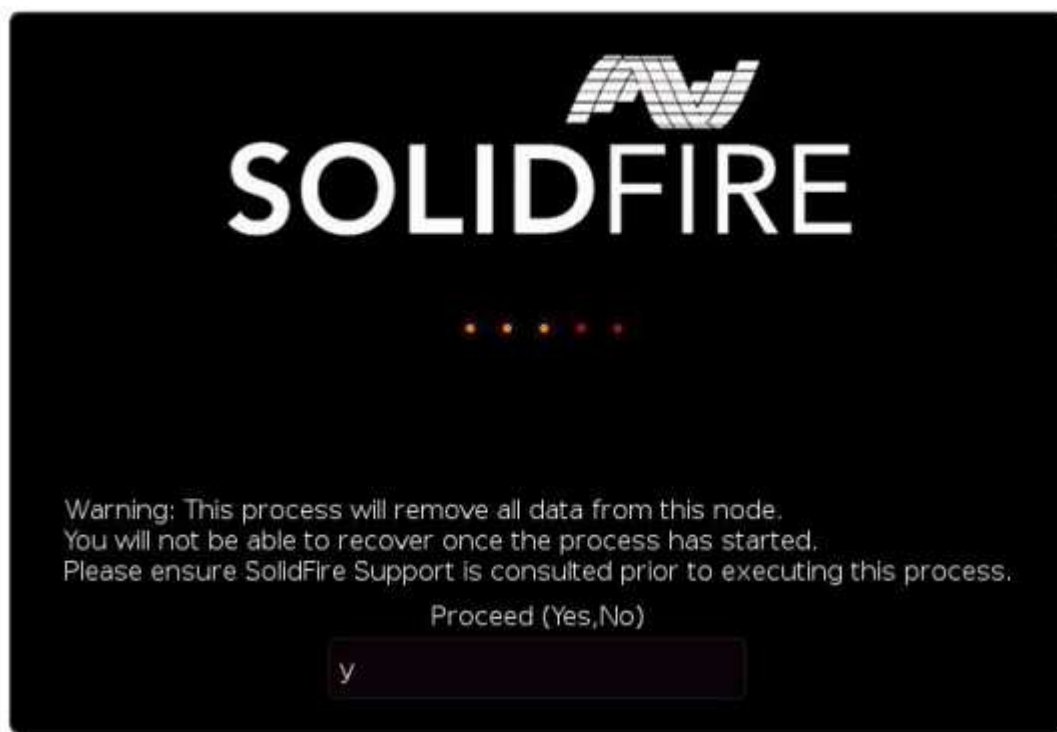 SOLIDFIRE
Warning: This process will remove all data from this node.
You will not be able to recover once the process has started.
Please ensure SolidFire Support is consulted prior to executing this process.
Proceed (Yes,No)
y